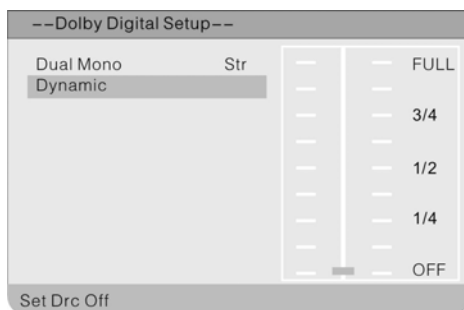 --Dolby Digital Setup--
Dual Mono Str
Dynamic
FULL
3/4
1/2
1/4
OFF
Set Drc Off